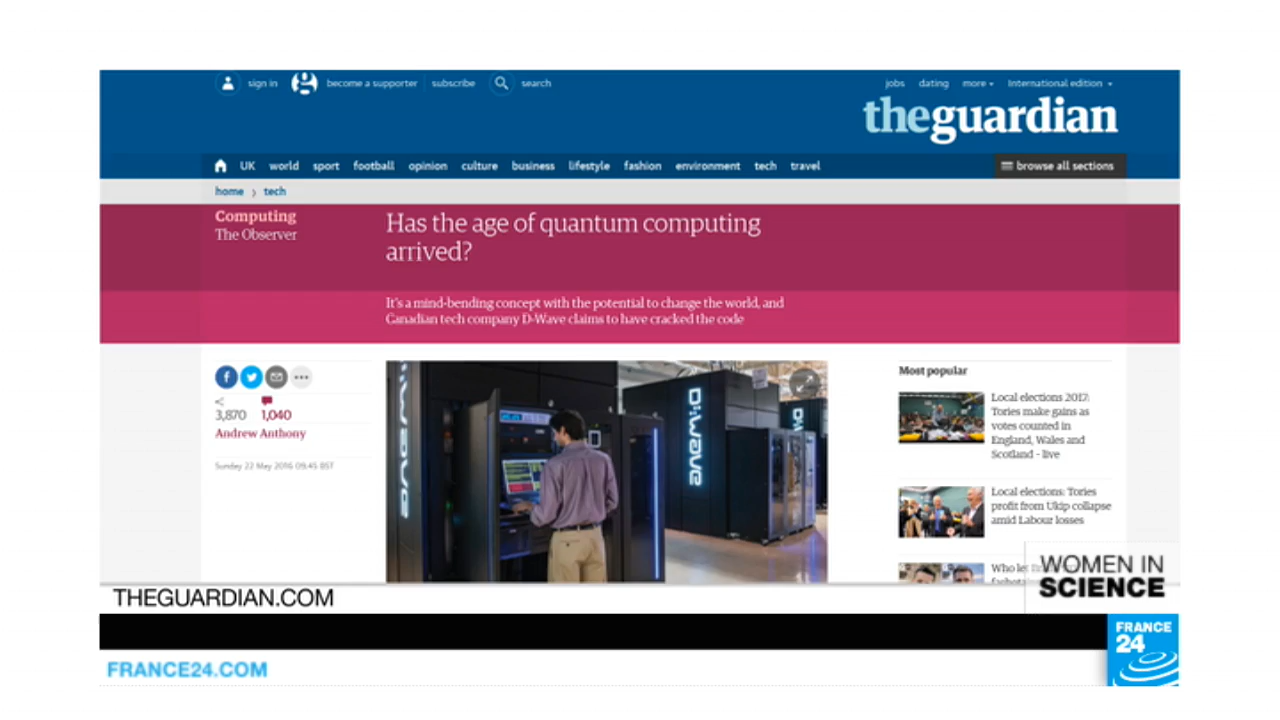 sign in become a supporter subscribe search
jobs dating more International edition
theguardian
UK world sport football opinion culture business lifestyle fashion environment tech travel
browse all sections
home › tech
Computing
The Observer
Has the age of quantum computing
arrived?
It's a mind-bending concept with the potential to change the world, and
Canadian tech company D-Wave claims to have cracked the code
3,870 1,040
Andrew Anthony
Sunday 22 May 2016 09.45 BST
D:wave
D:wave
Most popular
Local elections 2017:
Tories make gains as
votes counted in
England, Wales and
Scotland - live
Local elections: Tories
profit from Ukip collapse
amid Labour losses
Who let
WOMEN IN
SCIENCE
THEGUARDIAN.COM
FRANCE
24
FRANCE24.COM